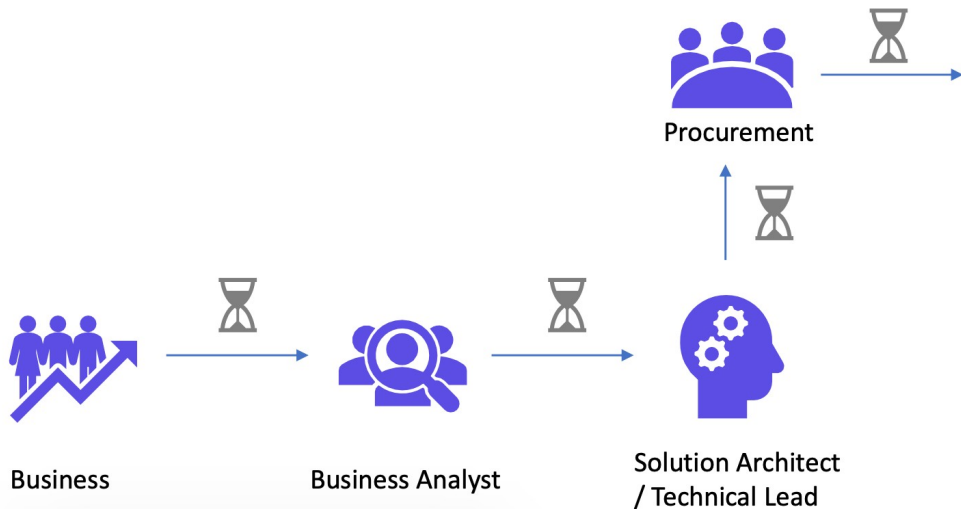 Procurement
Business
Business Analyst
Solution Architect
/ Technical Lead